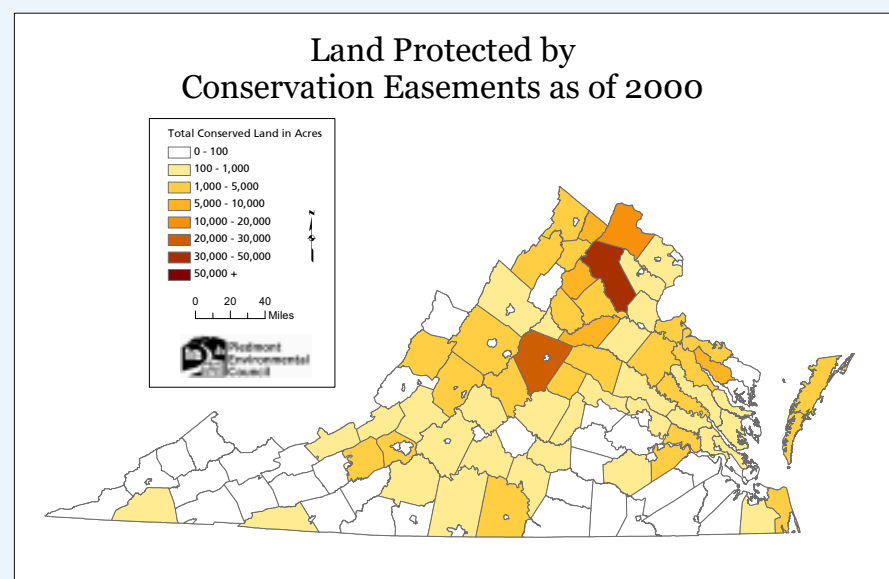 Land Protected by
Conservation Easements as of 2000
Total Conserved Land in Acres
0 - 100
100 - 1,000
1,000 - 5,000
5,000 - 10,000
10,000 - 20,000
20,000 - 30,000
30,000 - 50,000
50,000 +
N
0 20 40
Miles
Piedmont
Environmental
Council